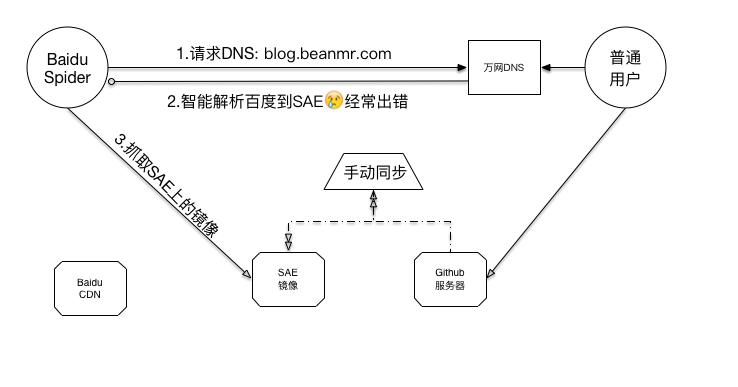 1.请求DNS: blog.beanmr.com
Baidu
Spider
万网DNS
普通
用户
2.智能解析百度到SAE😢经常出错
3.抓取SAE上的镜像
手动同步
SAE
镜像
Github
服务器
Baidu
CDN